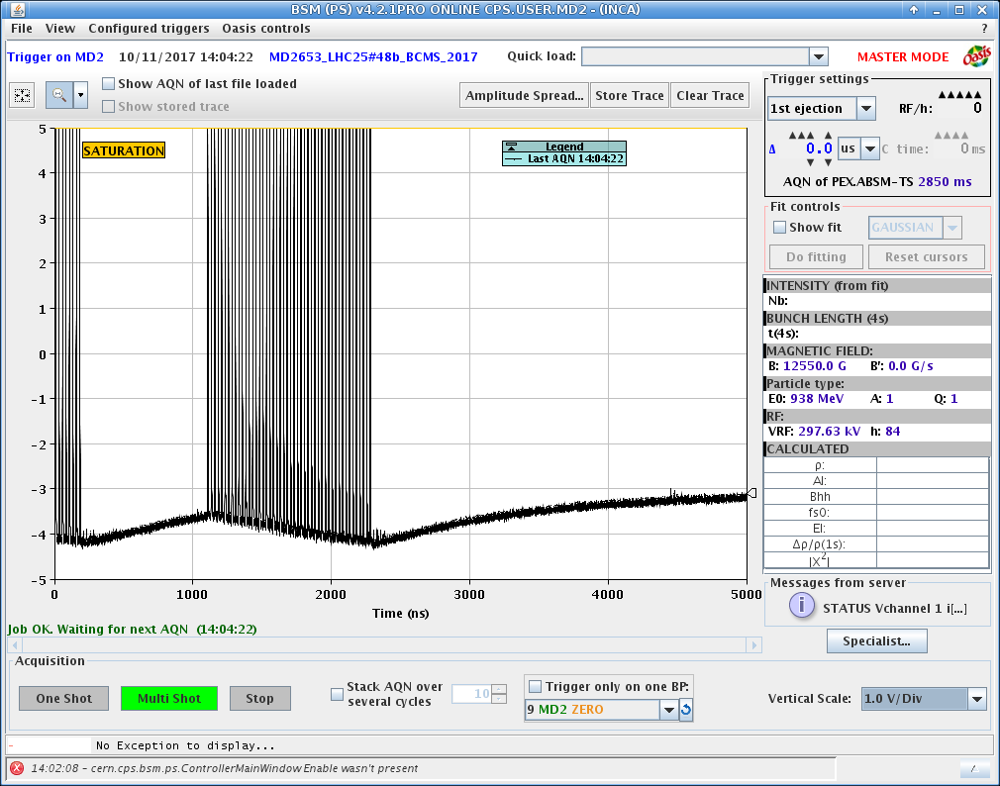 BSM (PS) v4.2.1PRO ONLINE CPS.USER.MD2 - (INCA)
File View Configured triggers Oasis controls ?
Trigger on MD2 10/11/2017 14:04:22 MD2653_LHC25#48b_BCMS_2017 Quick load: MASTER MODE Oasis
Show AQN of last file loaded
Show stored trace
Amplitude Spread... Store Trace Clear Trace
SATURATION
Legend
Last AQN 14:04:22
5
4
3
2
1
0
-1
-2
-3
-4
-5
0 1000 2000 3000 4000 5000
Time (ns)
Trigger settings
1st ejection RF/h: 0
Δ 0.0 us C time: 0 ms
AQN of PEX.ABSM-TS 2850 ms
Fit controls
Show fit GAUSSIAN
Do fitting Reset cursors
INTENSITY (from fit)
Nb:
BUNCH LENGTH (4s)
t(4s):
MAGNETIC FIELD:
B: 12550.0 G B': 0.0 G/s
Particle type:
E0: 938 MeV A: 1 Q: 1
RF:
VRF: 297.63 kV h: 84
CALCULATED
ρ:
Al:
Bhh
fs0:
El:
Δρ/ρ(1s):
|X²|
Messages from server
STATUS Vchannel 1 i[...]
Specialist...
Job OK. Waiting for next AQN (14:04:22)
Acquisition
One Shot Multi Shot Stop
Stack AQN over
several cycles
10
Trigger only on one BP:
9 MD2 ZERO
Vertical Scale: 1.0 V/Div
- No Exception to display...
14:02:08 - cern.cps.bsm.ps.ControllerMainWindow Enable wasn't present